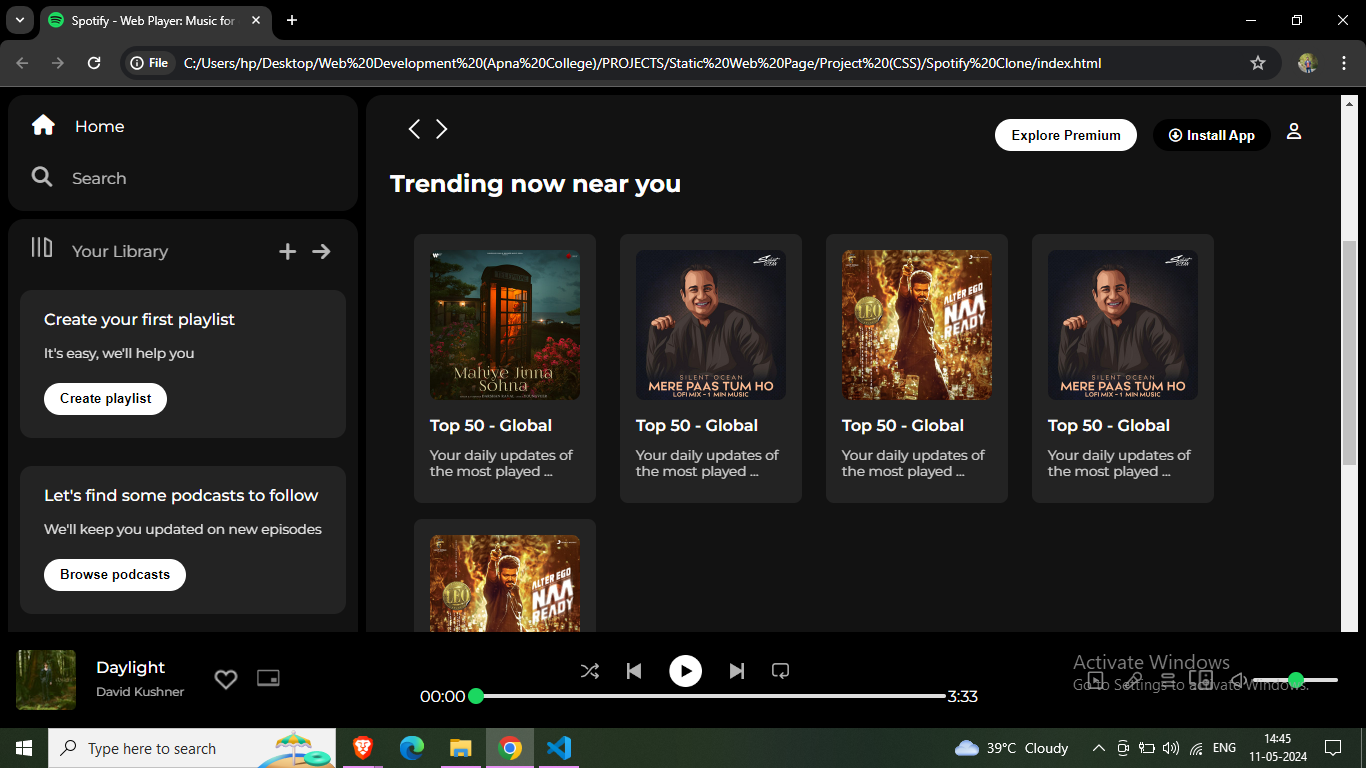 Spotify - Web Player: Music for
File
C:/Users/hp/Desktop/Web%20Development%20(Apna%20College)/PROJECTS/Static%20Web%20Page/Project%20(CSS)/Spotify%20Clone/index.html
Home
Search
Your Library
Create your first playlist
It's easy, we'll help you
Create playlist
Let's find some podcasts to follow
We'll keep you updated on new episodes
Browse podcasts
Explore Premium
Install App
Trending now near you
Mahiye Jinna
Sohna
Top 50 - Global
Your daily updates of
the most played ...
SILENT OCEAN
MERE PAAS TUM HO
LOFI MIX - 1 MIN MUSIC
Top 50 - Global
Your daily updates of
the most played ...
LEO
ALTER EGO
NAA
READY
Top 50 - Global
Your daily updates of
the most played ...
SILENT OCEAN
MERE PAAS TUM HO
LOFI MIX - 1 MIN MUSIC
Top 50 - Global
Your daily updates of
the most played ...
LEO
ALTER EGO
NAA
READY
Daylight
David Kushner
00:00
3:33
Activate Windows
Go to Settings to activate Windows.
Type here to search
39°C Cloudy
ENG
14:45
11-05-2024